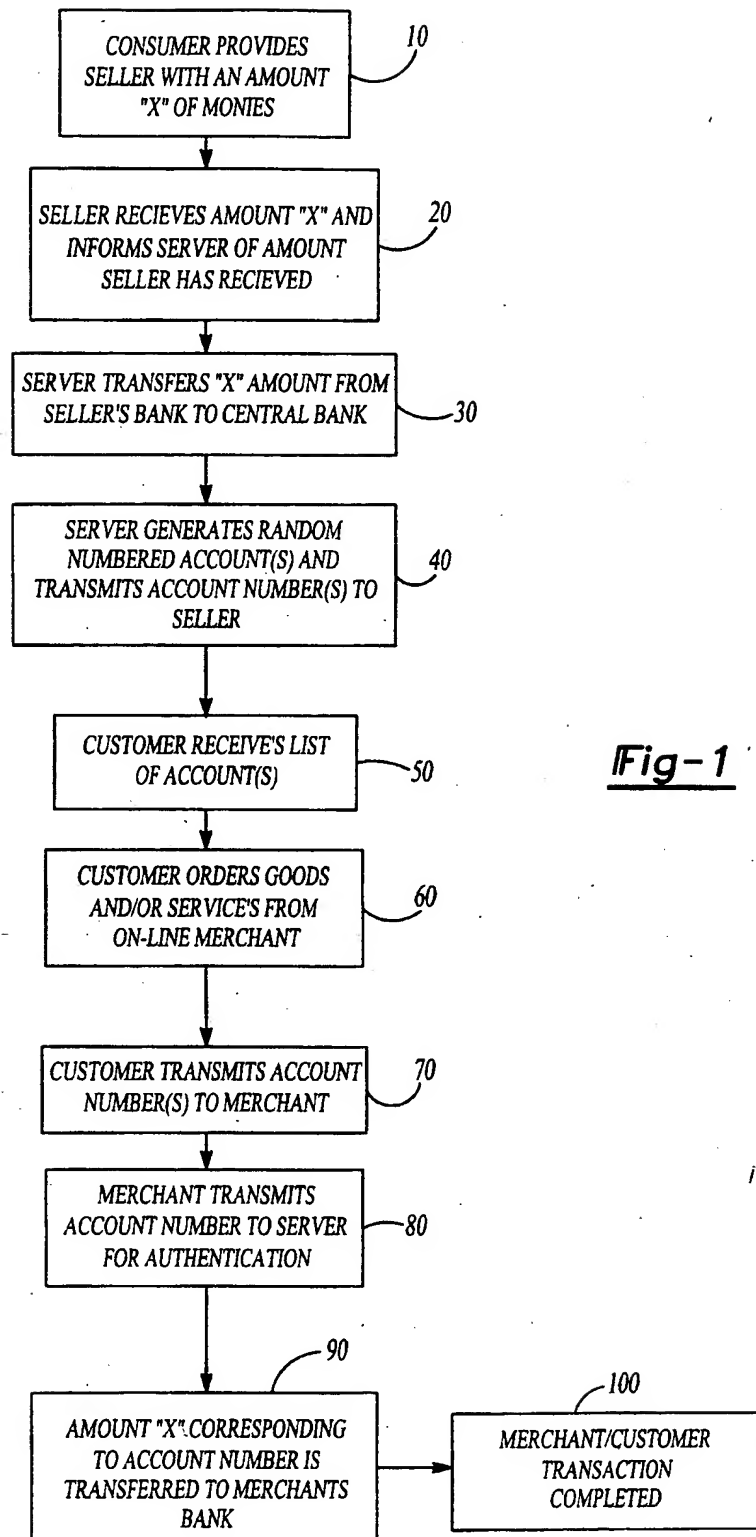 CONSUMER PROVIDES
SELLER WITH AN AMOUNT
"X" OF MONIES
10
SELLER RECIEVES AMOUNT "X" AND
INFORMS SERVER OF AMOUNT
SELLER HAS RECIEVED
20
SERVER TRANSFERS "X" AMOUNT FROM
SELLER'S BANK TO CENTRAL BANK
30
SERVER GENERATES RANDOM
NUMBERED ACCOUNT(S) AND
TRANSMITS ACCOUNT NUMBER(S) TO
SELLER
40
CUSTOMER RECEIVE'S LIST
OF ACCOUNT(S)
50
Fig-1
CUSTOMER ORDERS GOODS
AND/OR SERVICE'S FROM
ON-LINE MERCHANT
60
CUSTOMER TRANSMITS ACCOUNT
NUMBER(S) TO MERCHANT
70
MERCHANT TRANSMITS
ACCOUNT NUMBER TO SERVER
FOR AUTHENTICATION
80
90
AMOUNT "X" CORRESPONDING
TO ACCOUNT NUMBER IS
TRANSFERRED TO MERCHANTS
BANK
100
MERCHANT/CUSTOMER
TRANSACTION
COMPLETED